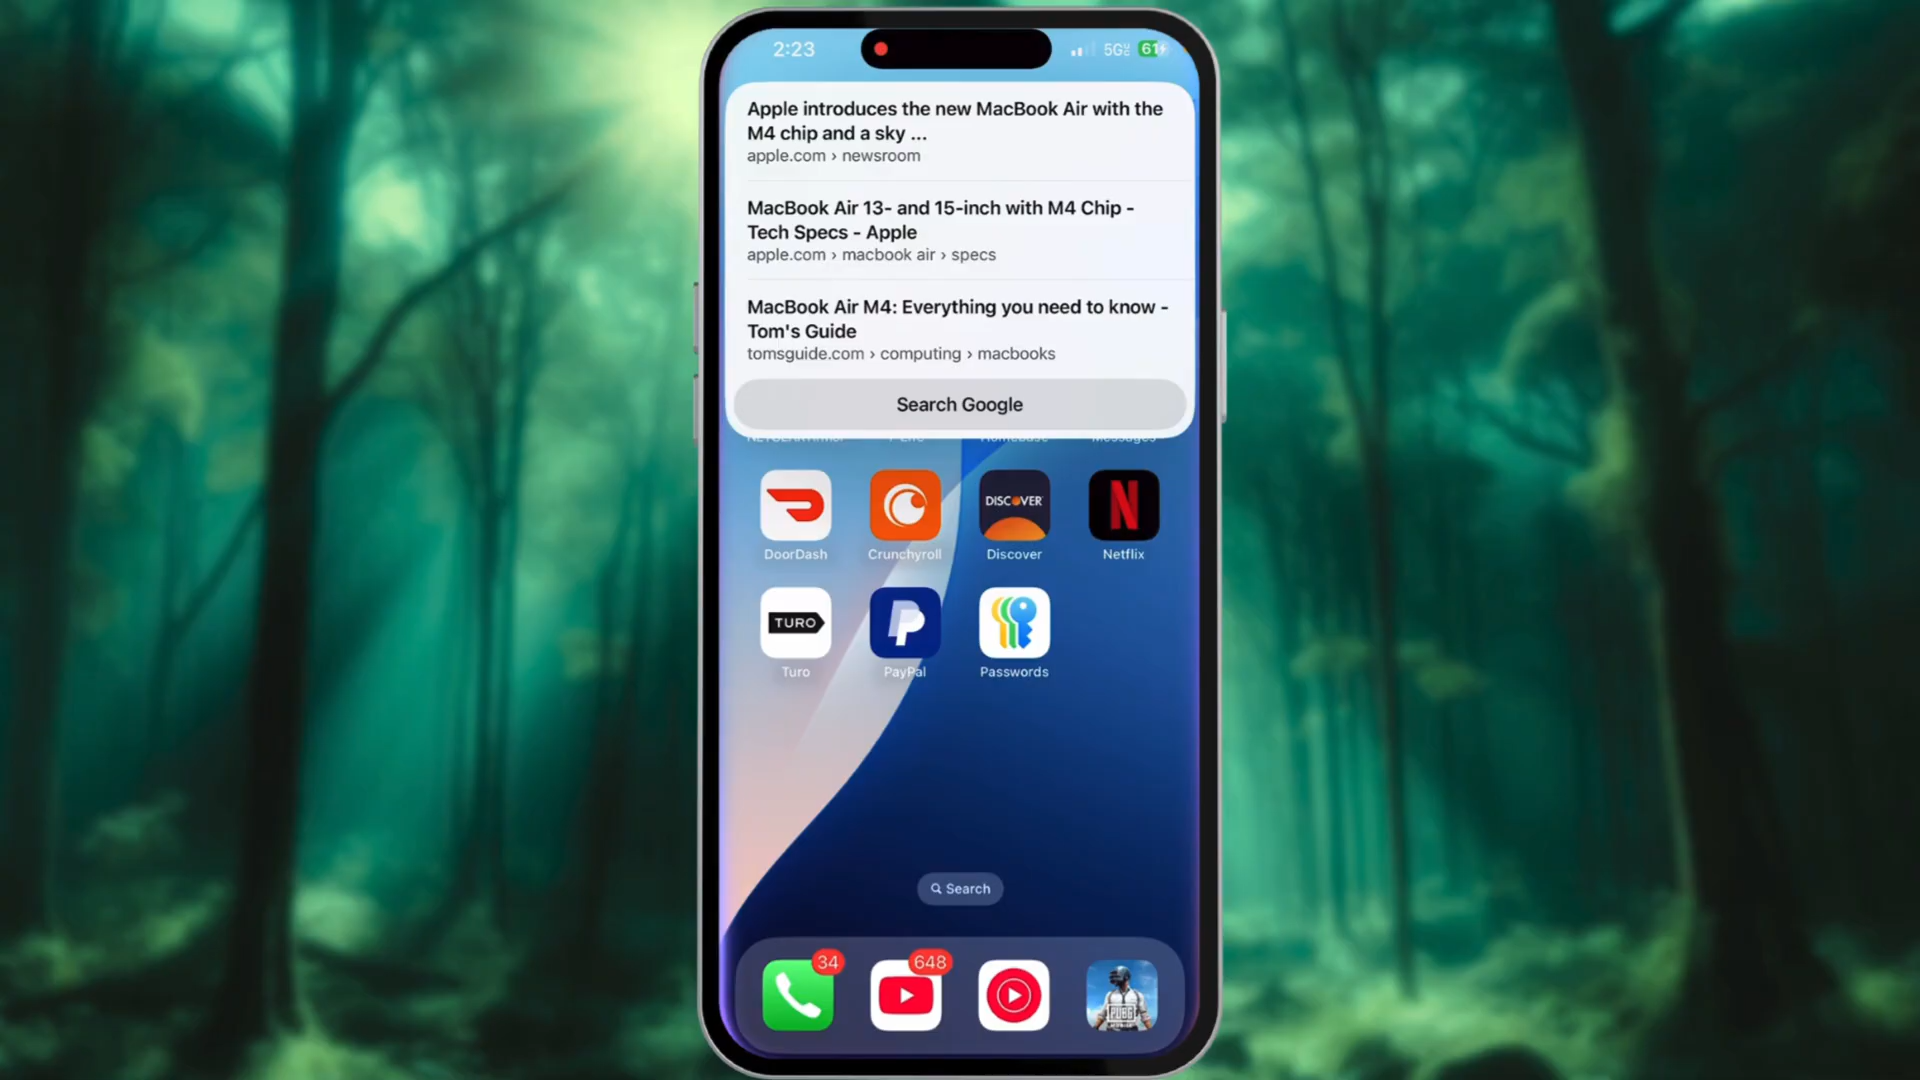 2:23
5G
61
Apple introduces the new MacBook Air with the
M4 chip and a sky ...
apple.com › newsroom
MacBook Air 13- and 15-inch with M4 Chip -
Tech Specs - Apple
apple.com › macbook air › specs
MacBook Air M4: Everything you need to know -
Tom's Guide
tomsguide.com › computing › macbooks
Search Google
DISCOVER
N
DoorDash Crunchyroll Discover Netflix
TURO
Turo PayPal Passwords
Search
34 648
PUBG